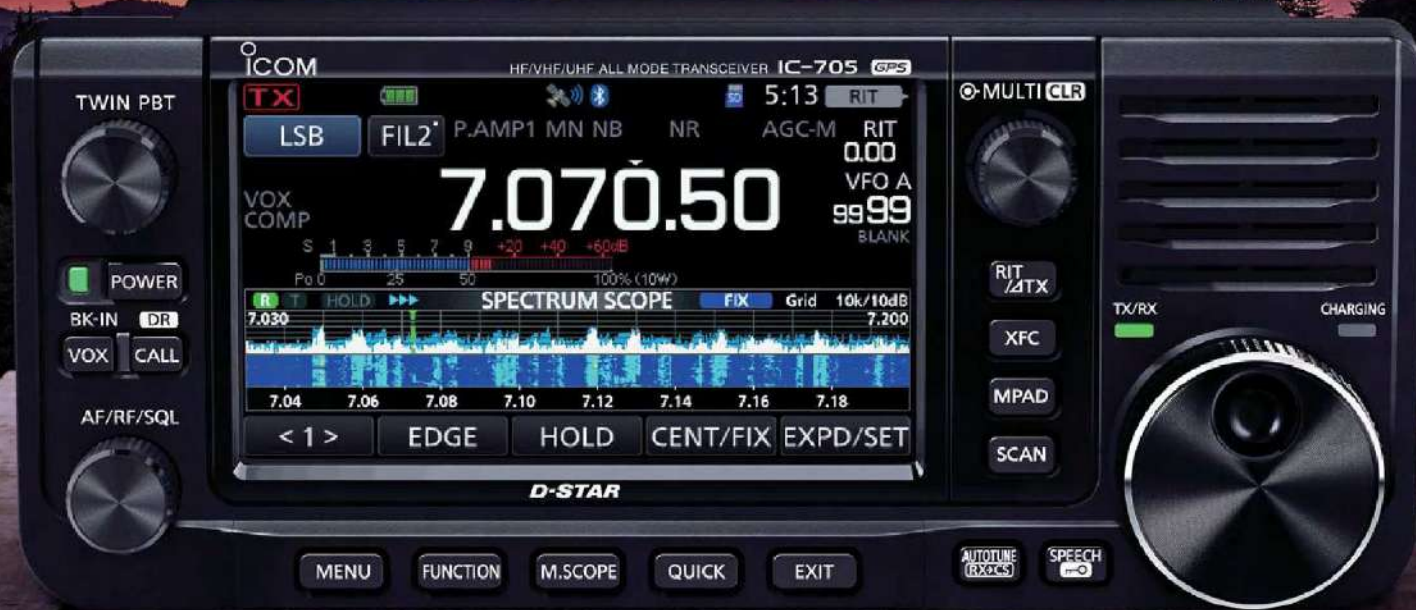 ICOM
HF/VHF/UHF ALL MODE TRANSCEIVER IC-705 GPS
TWIN PBT
TX
SD
5:13 RIT
MULTI CLR
LSB
FIL2
P.AMP1 MN NB NR AGC-M RIT
0.00
7.070.50
VFO A
VOX
COMP
99 99
BLANK
S 1 3 5 7 9 +20 +40 +60dB
Po 0 25 50 100% (10W)
POWER
R T HOLD SPECTRUM SCOPE FIX Grid 10k/10dB
7.030 7.200
BK-IN DR
VOX CALL
7.04 7.06 7.08 7.10 7.12 7.14 7.16 7.18
< 1 > EDGE HOLD CENT/FIX EXPD/SET
AF/RF/SQL
RIT
/⊿TX
XFC
MPAD
SCAN
TX/RX
CHARGING
D-STAR
MENU FUNCTION M.SCOPE QUICK EXIT
AUTOTUNE
RX→CS
SPEECH